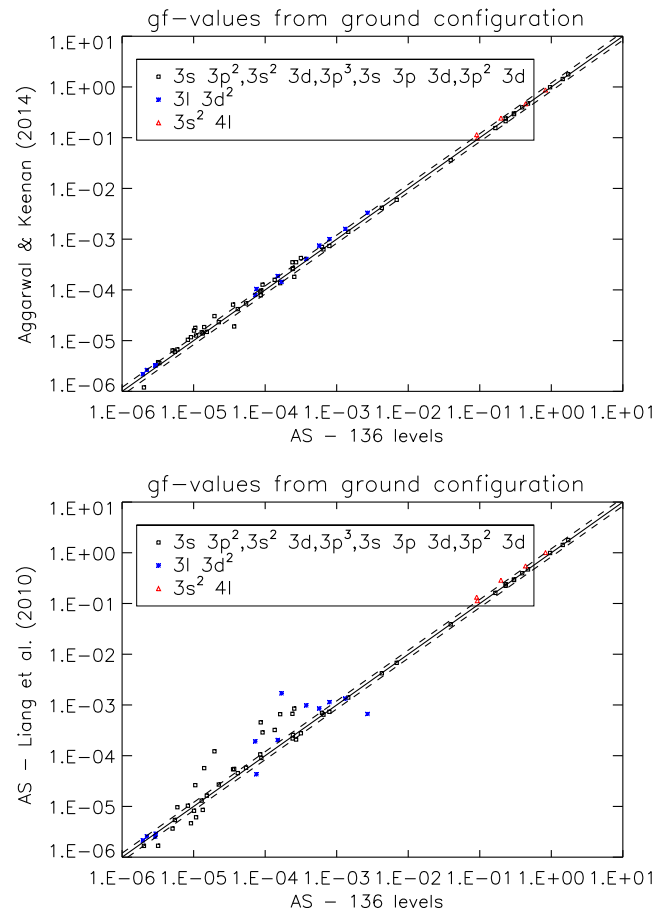 gf-values from ground configuration
1.E+01
1.E+00
1.E-01
1.E-02
1.E-03
1.E-04
1.E-05
1.E-06
Aggarwal & Keenan (2014)
3s 3p²,3s² 3d,3p³,3s 3p 3d,3p² 3d
3l 3d²
3s² 4l
1.E-06 1.E-05 1.E-04 1.E-03 1.E-02 1.E-01 1.E+00 1.E+01
AS - 136 levels
gf-values from ground configuration
1.E+01
1.E+00
1.E-01
1.E-02
1.E-03
1.E-04
1.E-05
1.E-06
AS - Liang et al. (2010)
3s 3p²,3s² 3d,3p³,3s 3p 3d,3p² 3d
3l 3d²
3s² 4l
1.E-06 1.E-05 1.E-04 1.E-03 1.E-02 1.E-01 1.E+00 1.E+01
AS - 136 levels